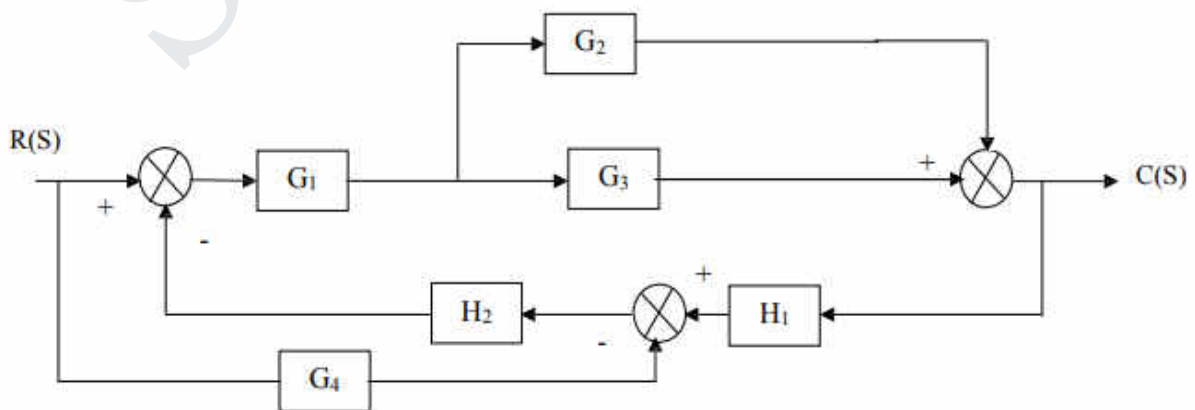 G2
R(S)
+
G1
G3
+
C(S)
-
+
H2
H1
-
G4